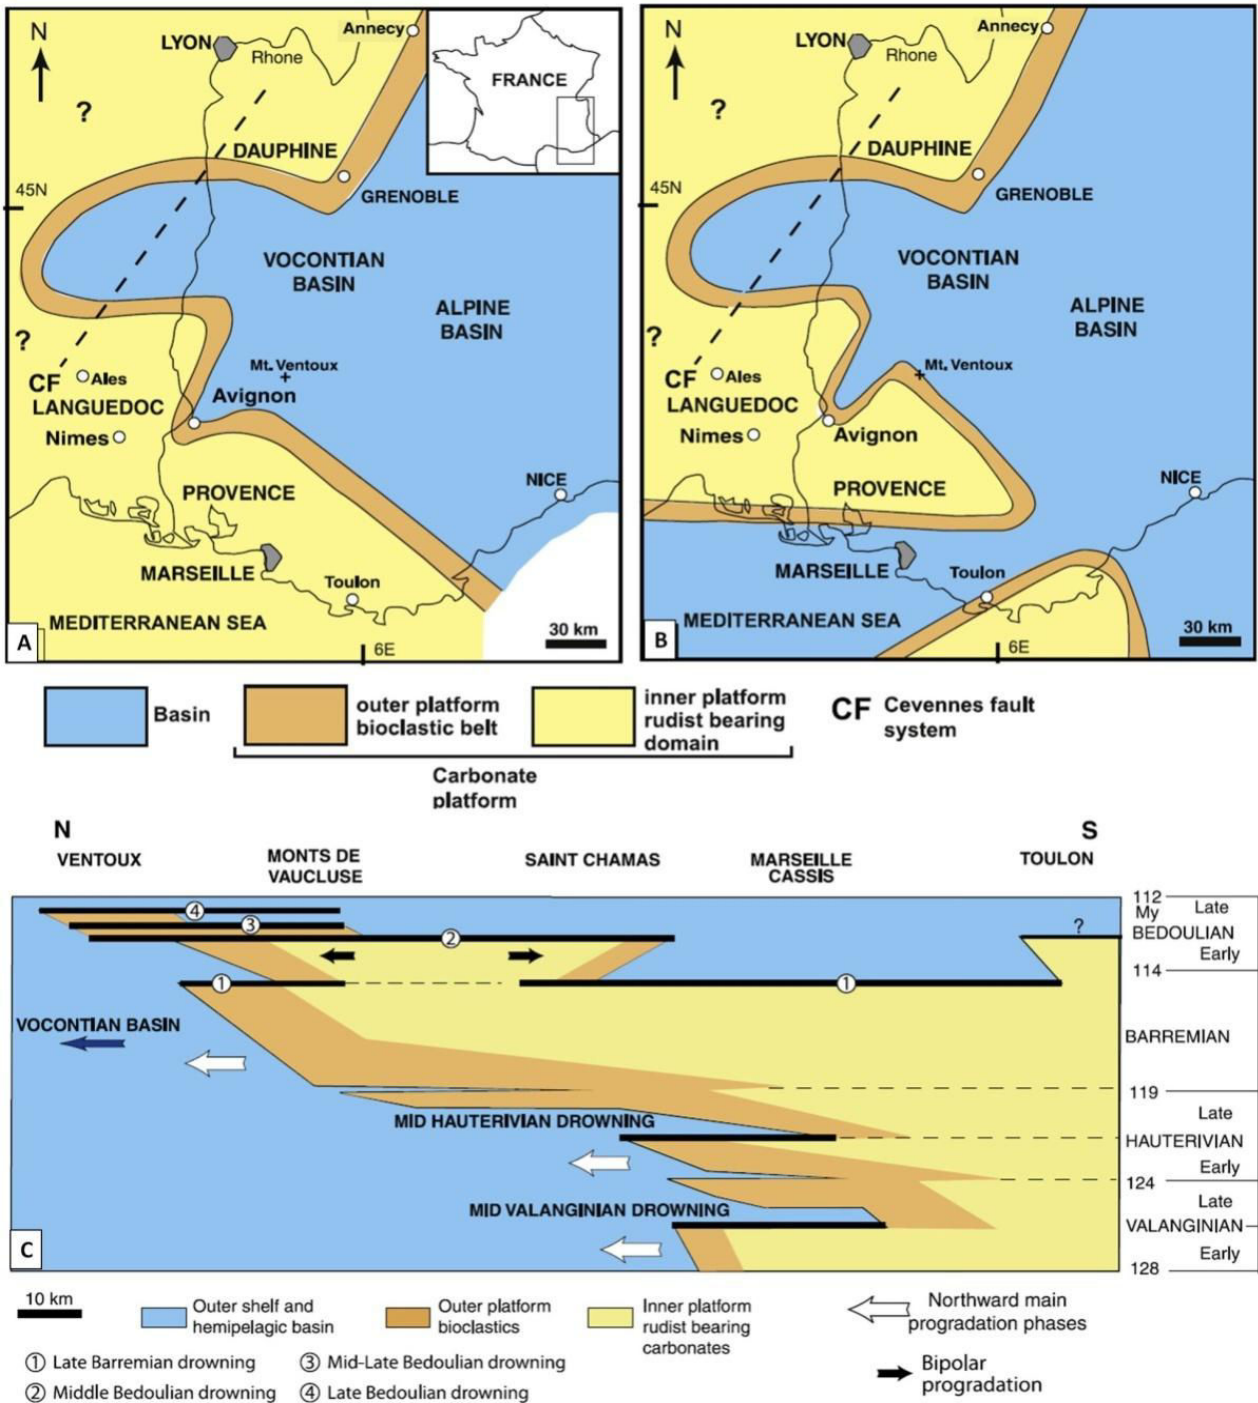 N
LYON
Rhone
Annecy
FRANCE
?
DAUPHINE
45N
GRENOBLE
VOCONTIAN
BASIN
ALPINE
BASIN
?
Mt. Ventoux
CF
Ales
Avignon
LANGUEDOC
Nimes
NICE
PROVENCE
MARSEILLE
Toulon
MEDITERRANEAN SEA
30 km
A
6E
N
LYON
Rhone
Annecy
?
DAUPHINE
45N
GRENOBLE
VOCONTIAN
BASIN
ALPINE
BASIN
?
Mt. Ventoux
CF
Ales
LANGUEDOC
Nimes
Avignon
NICE
PROVENCE
MARSEILLE
Toulon
MEDITERRANEAN SEA
30 km
B
6E
Basin
outer platform
bioclastic belt
inner platform
rudist bearing
domain
CF Cevennes fault
system
Carbonate
platform
N
S
VENTOUX
MONTS DE
VAUCLUSE
SAINT CHAMAS
MARSEILLE
CASSIS
TOULON
112
My
Late
4
3
2
?
BEDOULIAN
Early
114
1
1
VOCONTIAN BASIN
BARREMIAN
119
Late
MID HAUTERIVIAN DROWNING
HAUTERIVIAN
Early
124
Late
MID VALANGINIAN DROWNING
VALANGINIAN
Early
C
128
10 km
Outer shelf and
hemipelagic basin
Outer platform
bioclastics
Inner platform
rudist bearing
carbonates
Northward main
progradation phases
1 Late Barremian drowning
3 Mid-Late Bedoulian drowning
2 Middle Bedoulian drowning
4 Late Bedoulian drowning
Bipolar
progradation